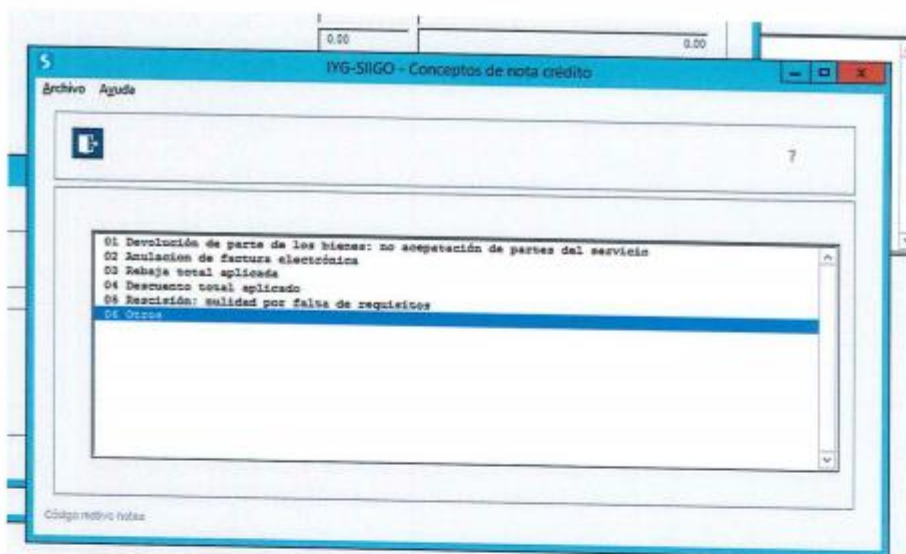 0.00
0.00
S
IYG-SIIGO - Conceptos de nota crédito
Archivo Ayuda
?
01 Devolución de parte de los bienes: no acepatación de partes del servicio
02 Anulacion de factura electrónica
03 Rebaja total aplicada
04 Descuento total aplicado
05 Rescisión: nulidad por falta de requisitos
06 Otros
Código motivo notas